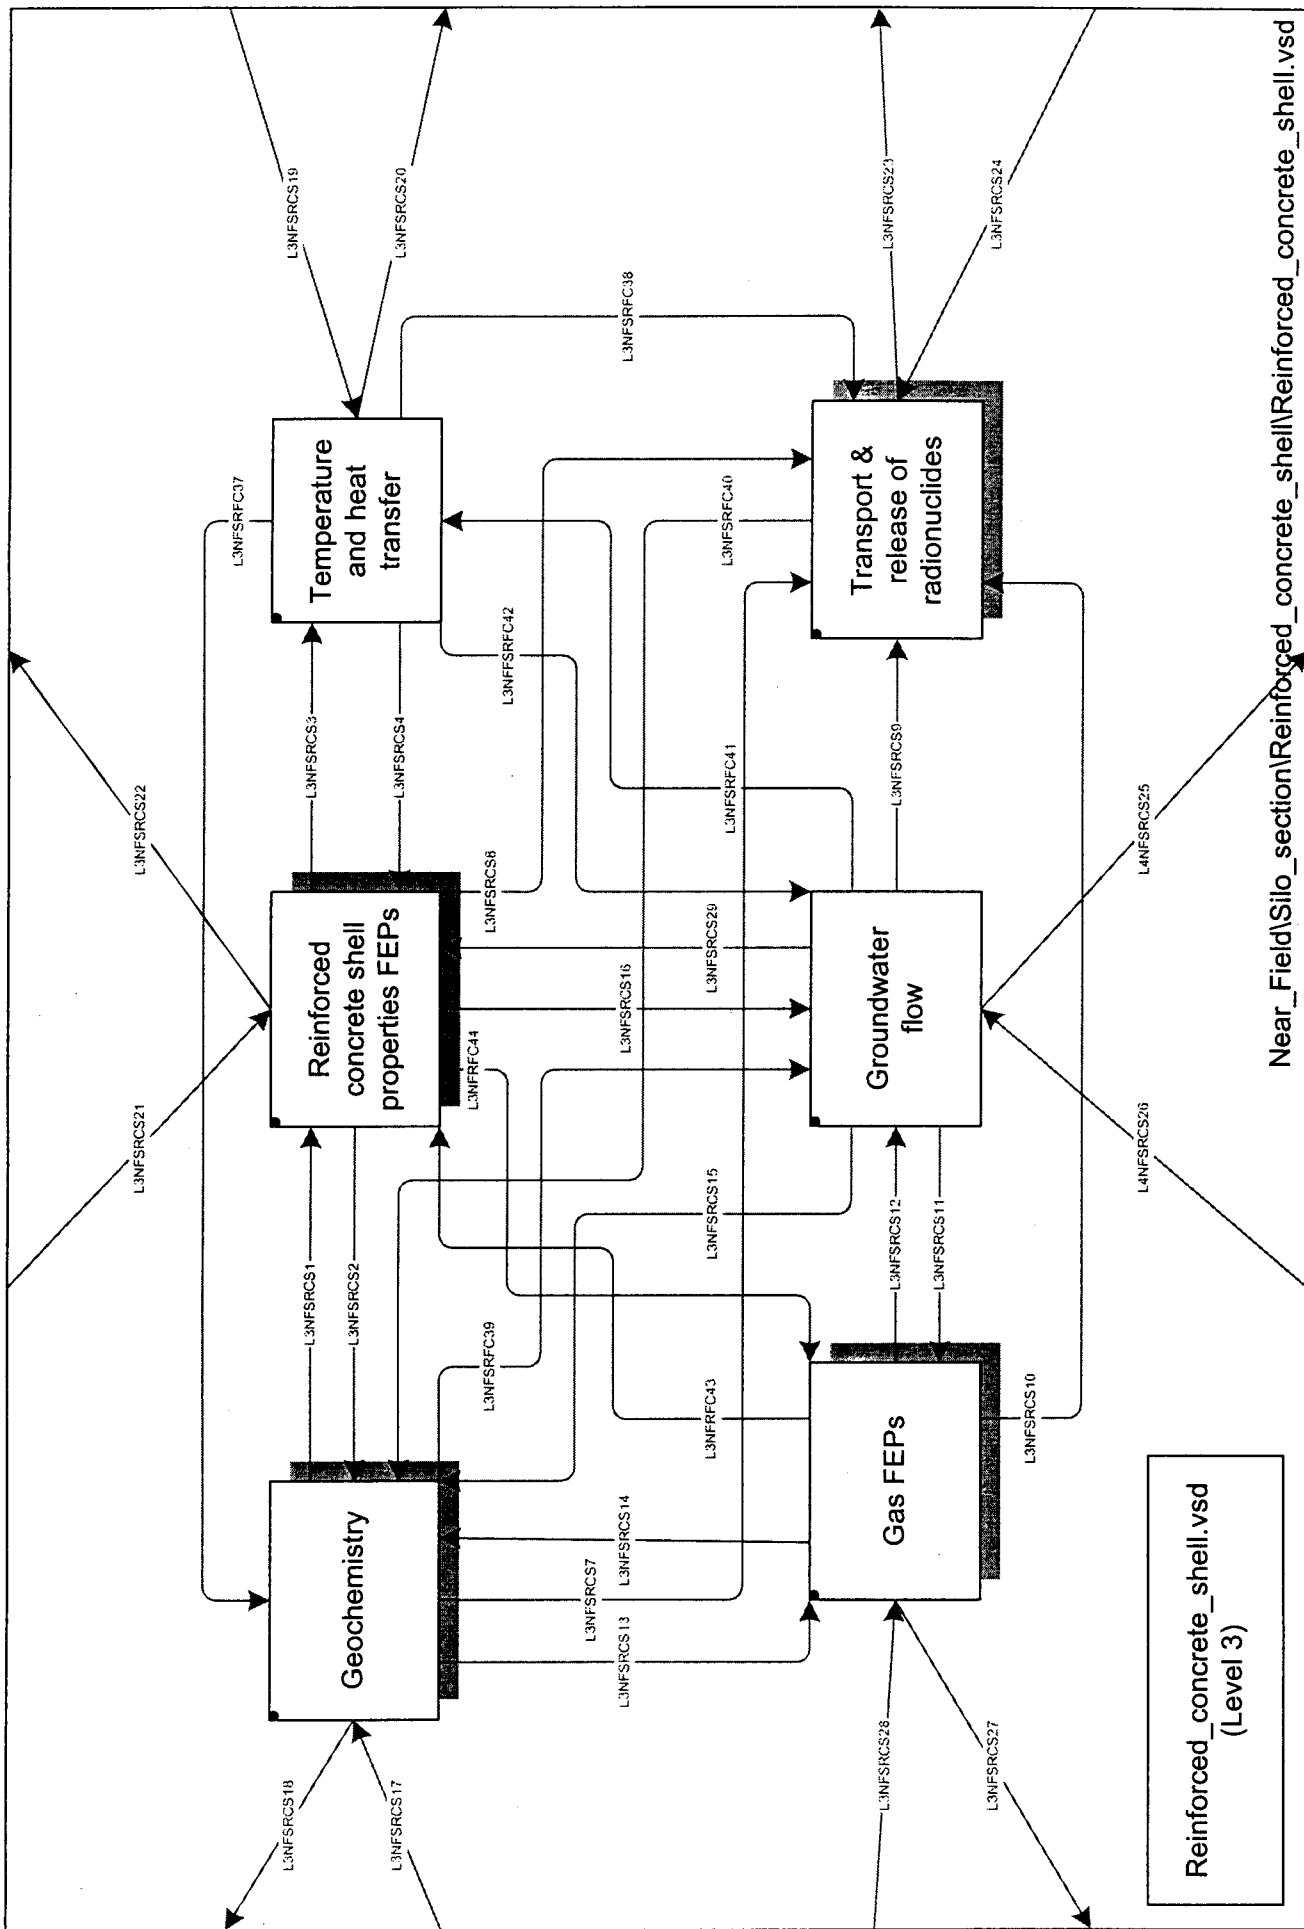 L3NFSRCS18
L3NFSRCS17
Geochemistry
L3NFSRCS1
L3NFSRCS2
Reinforced
concrete shell
properties FEPs
L3NFSRCS21
L3NFSRCS22
L3NFSRCS3
L3NFSRCS4
Temperature
and heat
transfer
L3NFSRFC37
L3NFSRCS19
L3NFSRCS20
L3NFSRFC39
L3NFRFC44
L3NFSRCS8
L3NFFSRFC42
L3NFSRCS13
L3NFSRCS7
L3NFSRCS14
L3NFRFC43
L3NFSRCS15
L3NFSRCS16
L3NFSRCS29
L3NFSRFC41
L3NFSRFC40
L3NFSRFC38
L3NFSRCS28
L3NFSRCS27
Gas FEPs
L3NFSRCS12
L3NFSRCS11
Groundwater
flow
L3NFSRCS9
Transport &
release of
radionuclides
L3NFSRCS23
L3NFSRCS24
L3NFSRCS10
L4NFSRCS26
L4NFSRCS25
Reinforced_concrete_shell.vsd
(Level 3)
Near_Field\Silo_section\Reinforced_concrete_shell\Reinforced_concrete_shell.vsd